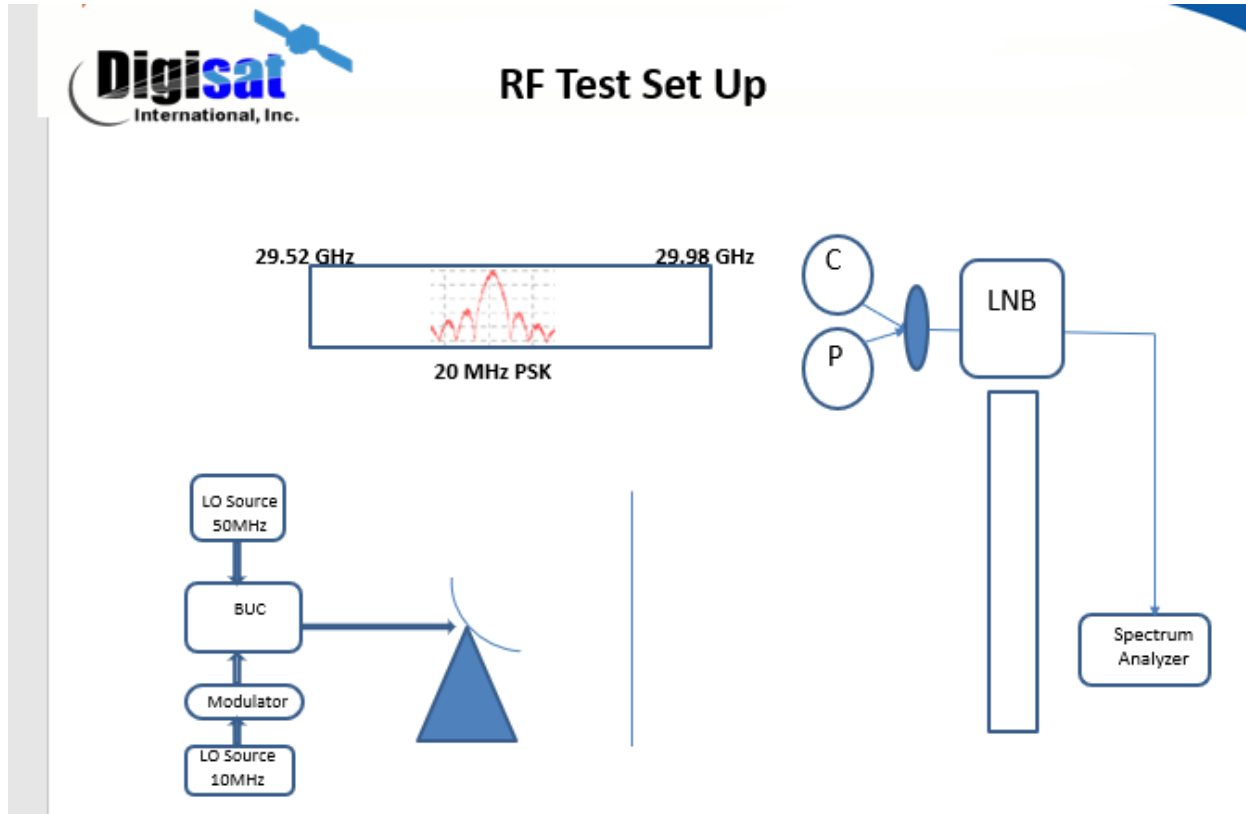 Digisat
International, Inc.
RF Test Set Up
29.52 GHz
29.98 GHz
20 MHz PSK
C
P
LNB
LO Source
50MHz
BUC
Modulator
LO Source
10MHz
Spectrum
Analyzer